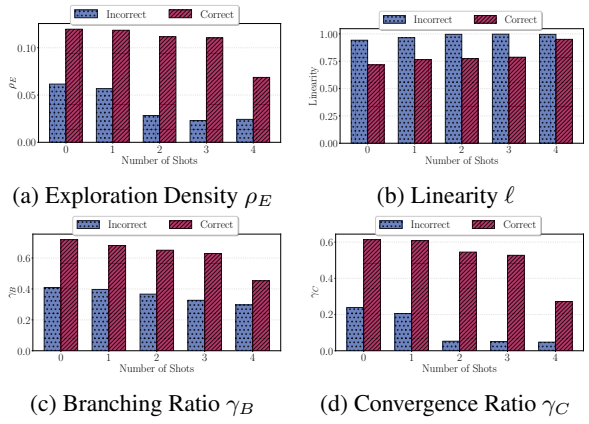 Incorrect Correct
Incorrect Correct
0.10
0.05
0.00
ρE
0 1 2 3 4
Number of Shots
1.00
0.75
0.50
0.25
0.00
Linearity
0 1 2 3 4
Number of Shots
(a) Exploration Density ρE
(b) Linearity ℓ
Incorrect Correct
Incorrect Correct
0.6
0.4
0.2
0.0
γB
0 1 2 3 4
Number of Shots
0.6
0.4
0.2
0.0
γC
0 1 2 3 4
Number of Shots
(c) Branching Ratio γB
(d) Convergence Ratio γC